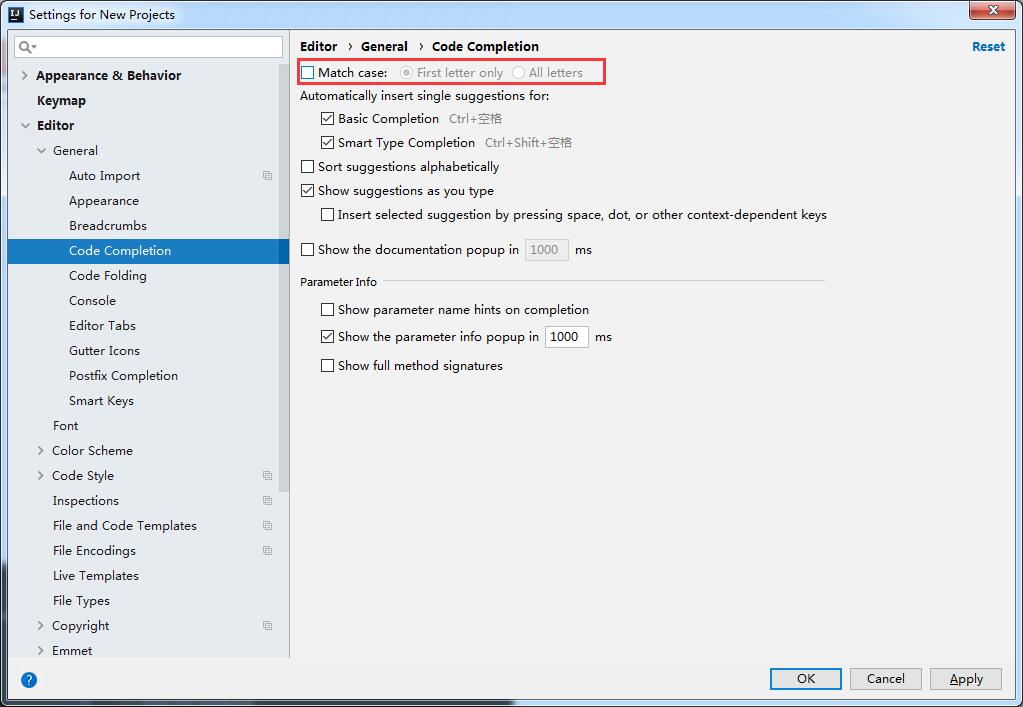 Settings for New Projects
Appearance & Behavior
Keymap
Editor
General
Auto Import
Appearance
Breadcrumbs
Code Completion
Code Folding
Console
Editor Tabs
Gutter Icons
Postfix Completion
Smart Keys
Font
Color Scheme
Code Style
Inspections
File and Code Templates
File Encodings
Live Templates
File Types
Copyright
Emmet
Editor › General › Code Completion Reset
Match case: First letter only All letters
Automatically insert single suggestions for:
Basic Completion Ctrl+空格
Smart Type Completion Ctrl+Shift+空格
Sort suggestions alphabetically
Show suggestions as you type
Insert selected suggestion by pressing space, dot, or other context-dependent keys
Show the documentation popup in 1000 ms
Parameter Info
Show parameter name hints on completion
Show the parameter info popup in 1000 ms
Show full method signatures
? OK Cancel Apply